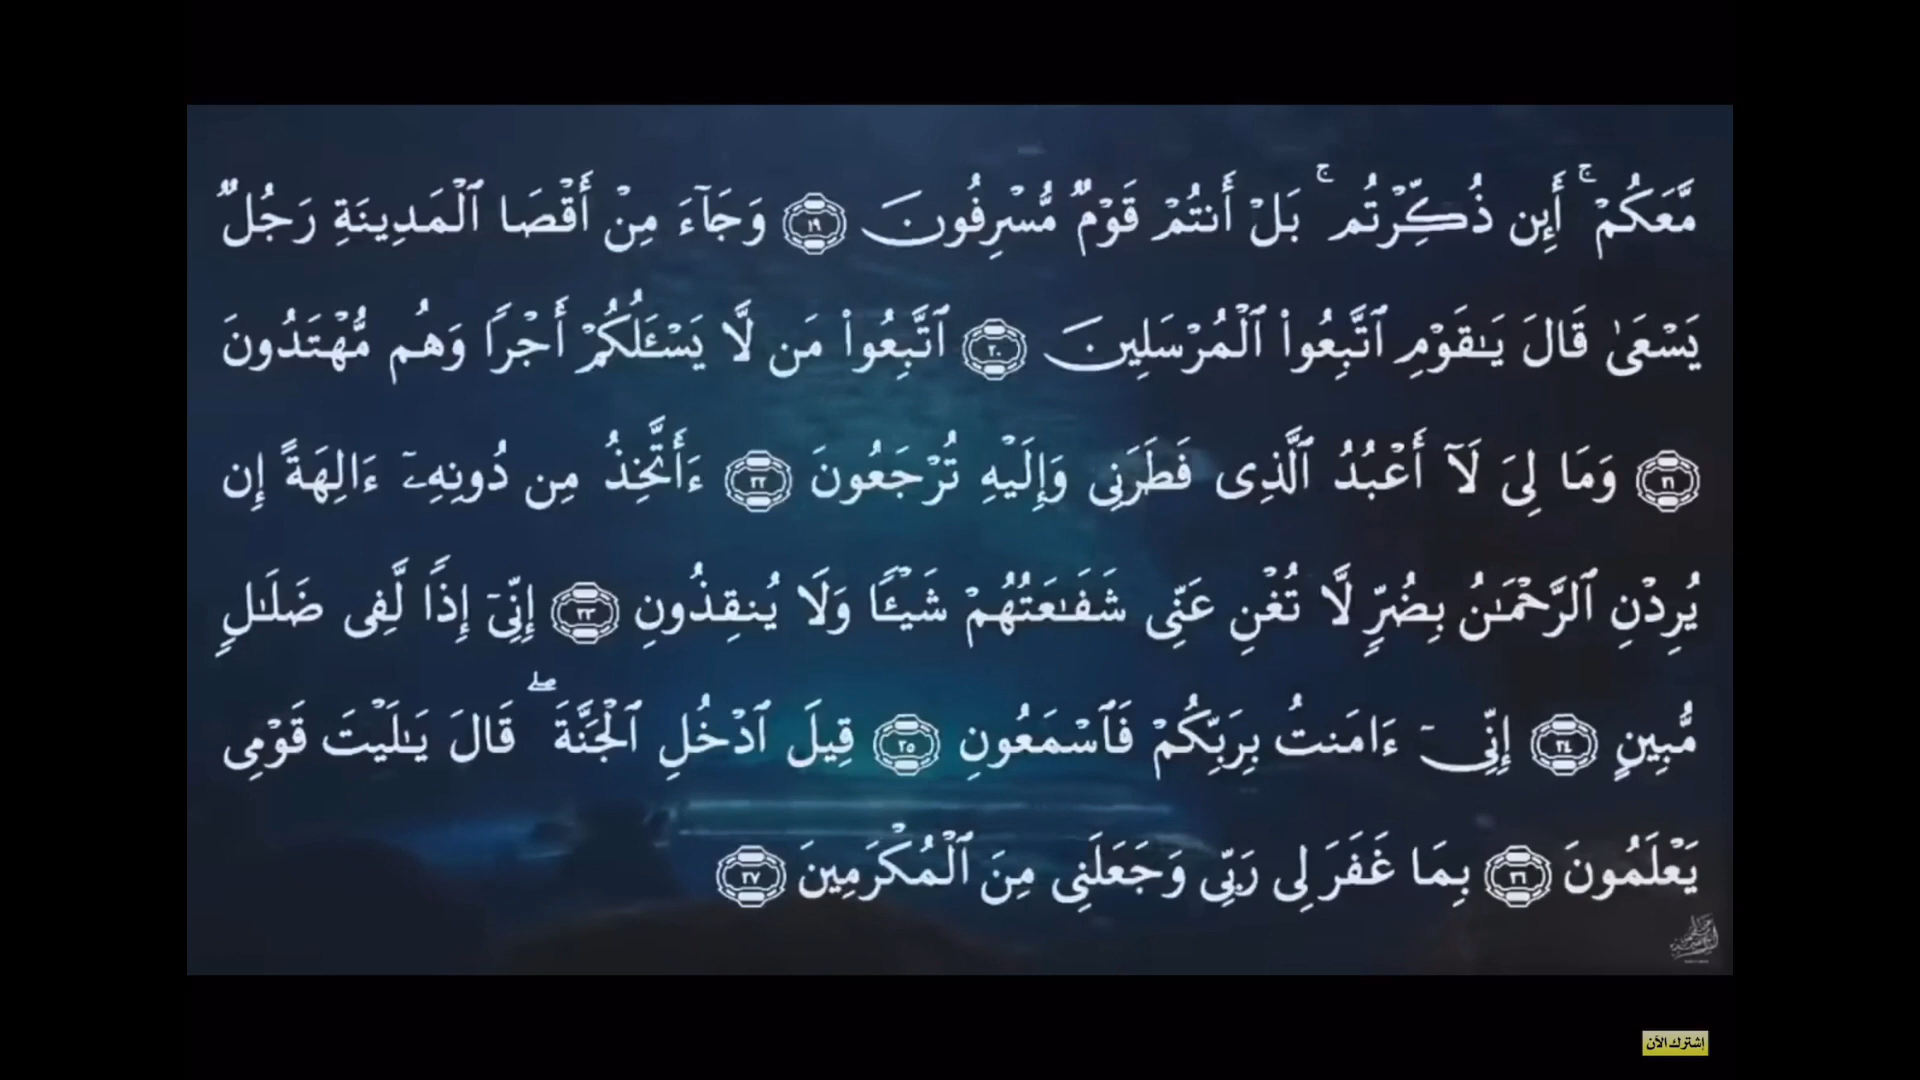 مَّعَكُمْ ۚ أَئِن ذُكِّرْتُم ۚ بَلْ أَنتُمْ قَوْمٌ مُّسْرِفُونَ ١٩ وَجَآءَ مِنْ أَقْصَا ٱلْمَدِينَةِ رَجُلٌ
يَسْعَىٰ قَالَ يَـٰقَوْمِ ٱتَّبِعُوا۟ ٱلْمُرْسَلِينَ ٢٠ ٱتَّبِعُوا۟ مَن لَّا يَسْـَٔلُكُمْ أَجْرًا وَهُم مُّهْتَدُونَ
٢١ وَمَا لِىَ لَآ أَعْبُدُ ٱلَّذِى فَطَرَنِى وَإِلَيْهِ تُرْجَعُونَ ٢٢ ءَأَتَّخِذُ مِن دُونِهِۦٓ ءَالِهَةً إِن
يُرِدْنِ ٱلرَّحْمَـٰنُ بِضُرٍّ لَّا تُغْنِ عَنِّى شَفَـٰعَتُهُمْ شَيْـًٔا وَلَا يُنقِذُونِ ٢٣ إِنِّىٓ إِذًا لَّفِى ضَلَـٰلٍ
مُّبِينٍ ٢٤ إِنِّىٓ ءَامَنتُ بِرَبِّكُمْ فَٱسْمَعُونِ ٢٥ قِيلَ ٱدْخُلِ ٱلْجَنَّةَ ۖ قَالَ يَـٰلَيْتَ قَوْمِى
يَعْلَمُونَ ٢٦ بِمَا غَفَرَ لِى رَبِّى وَجَعَلَنِى مِنَ ٱلْمُكْرَمِينَ ٢٧
إشترك الآن